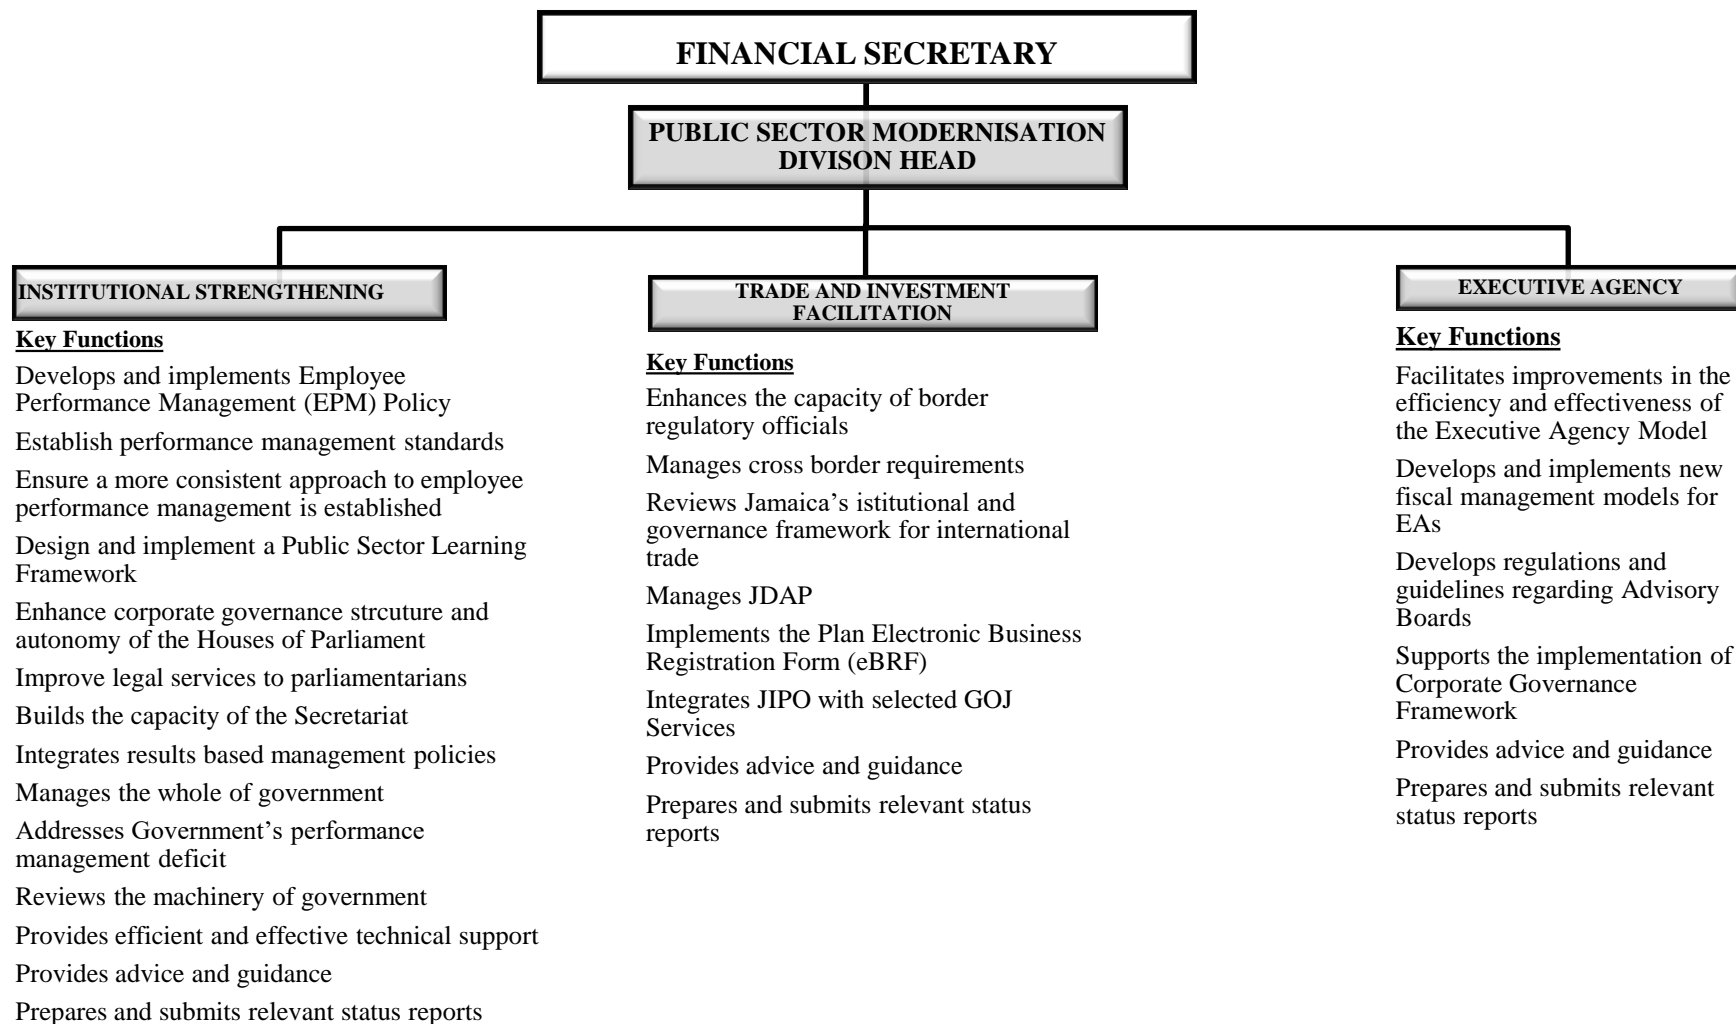 FINANCIAL SECRETARY
PUBLIC SECTOR MODERNISATION
DIVISON HEAD
INSTITUTIONAL STRENGTHENING
Key Functions
Develops and implements Employee
Performance Management (EPM) Policy
Establish performance management standards
Ensure a more consistent approach to employee
performance management is established
Design and implement a Public Sector Learning
Framework
Enhance corporate governance strcuture and
autonomy of the Houses of Parliament
Improve legal services to parliamentarians
Builds the capacity of the Secretariat
Integrates results based management policies
Manages the whole of government
Addresses Government’s performance
management deficit
Reviews the machinery of government
Provides efficient and effective technical support
Provides advice and guidance
Prepares and submits relevant status reports
TRADE AND INVESTMENT
FACILITATION
Key Functions
Enhances the capacity of border
regulatory officials
Manages cross border requirements
Reviews Jamaica’s istitutional and
governance framework for international
trade
Manages JDAP
Implements the Plan Electronic Business
Registration Form (eBRF)
Integrates JIPO with selected GOJ
Services
Provides advice and guidance
Prepares and submits relevant status
reports
EXECUTIVE AGENCY
Key Functions
Facilitates improvements in the
efficiency and effectiveness of
the Executive Agency Model
Develops and implements new
fiscal management models for
EAs
Develops regulations and
guidelines regarding Advisory
Boards
Supports the implementation of
Corporate Governance
Framework
Provides advice and guidance
Prepares and submits relevant
status reports